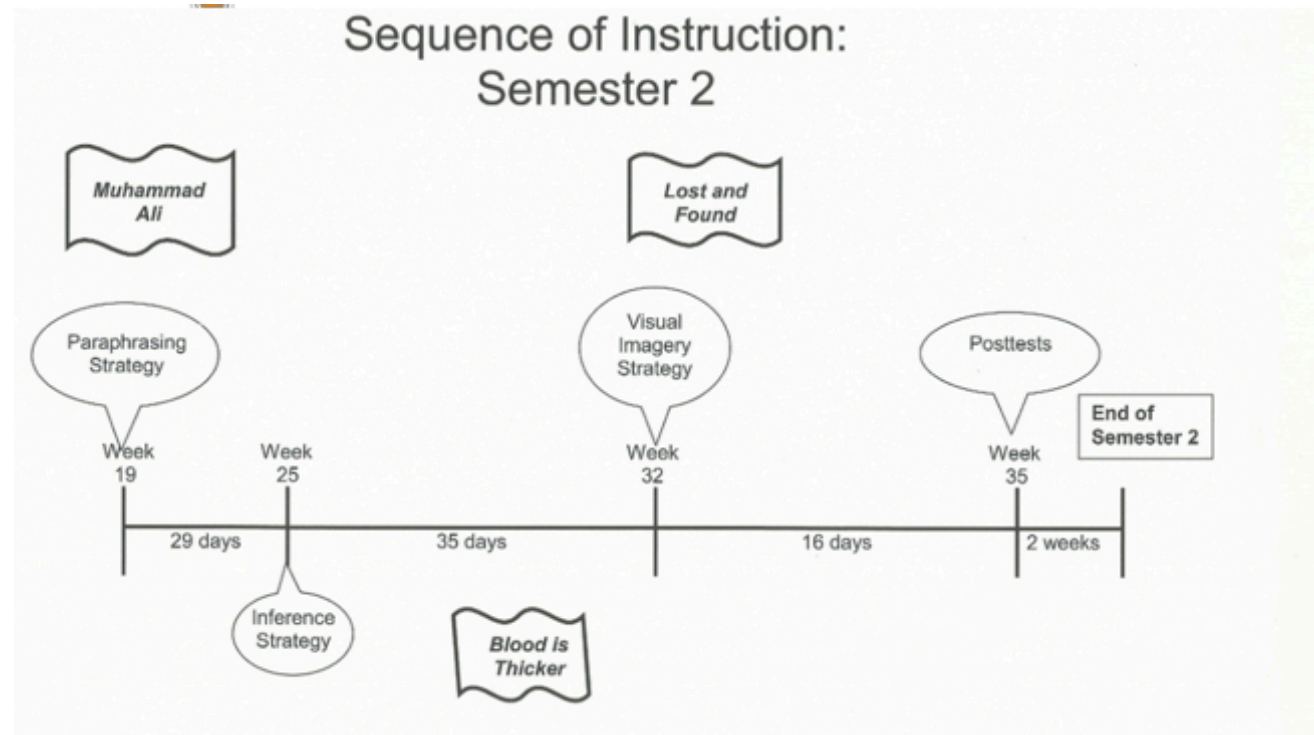 Sequence of Instruction:
Semester 2
Muhammad
Ali
Lost and
Found
Paraphrasing
Strategy
Visual
Imagery
Strategy
Posttests
End of
Semester 2
Week
19
Week
25
Week
32
Week
35
29 days
35 days
16 days
2 weeks
Inference
Strategy
Blood is
Thicker